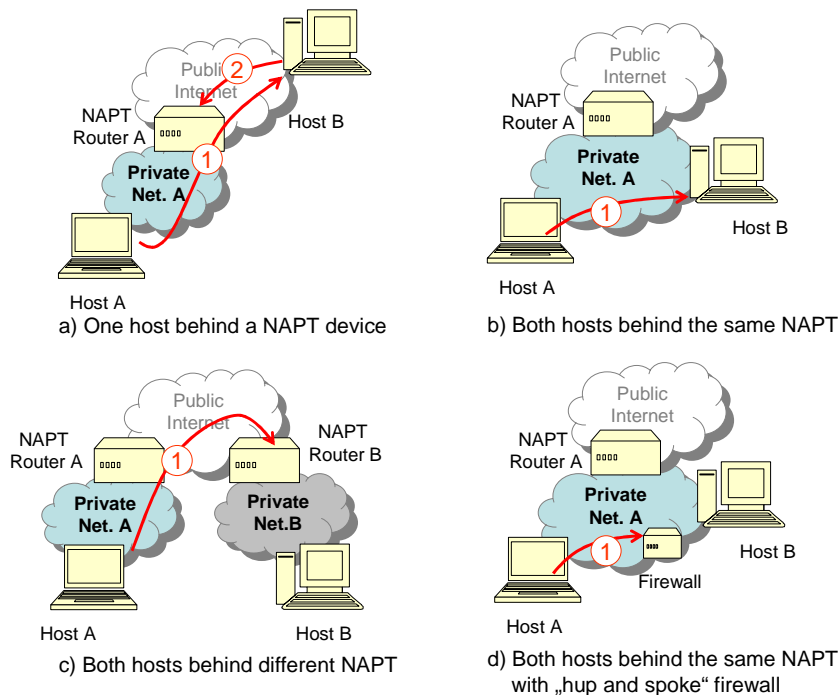 Public
Internet
2
NAPT
Router A
Host B
1
Private
Net. A
Host A
a) One host behind a NAPT device
Public
Internet
NAPT
Router A
Private
Net. A
1
Host B
Host A
b) Both hosts behind the same NAPT
Public
Internet
NAPT
Router A
1
NAPT
Router B
Private
Net. A
Private
Net.B
Host A
Host B
c) Both hosts behind different NAPT
Public
Internet
NAPT
Router A
Private
Net. A
1
Host B
Firewall
Host A
d) Both hosts behind the same NAPT
with „hup and spoke“ firewall